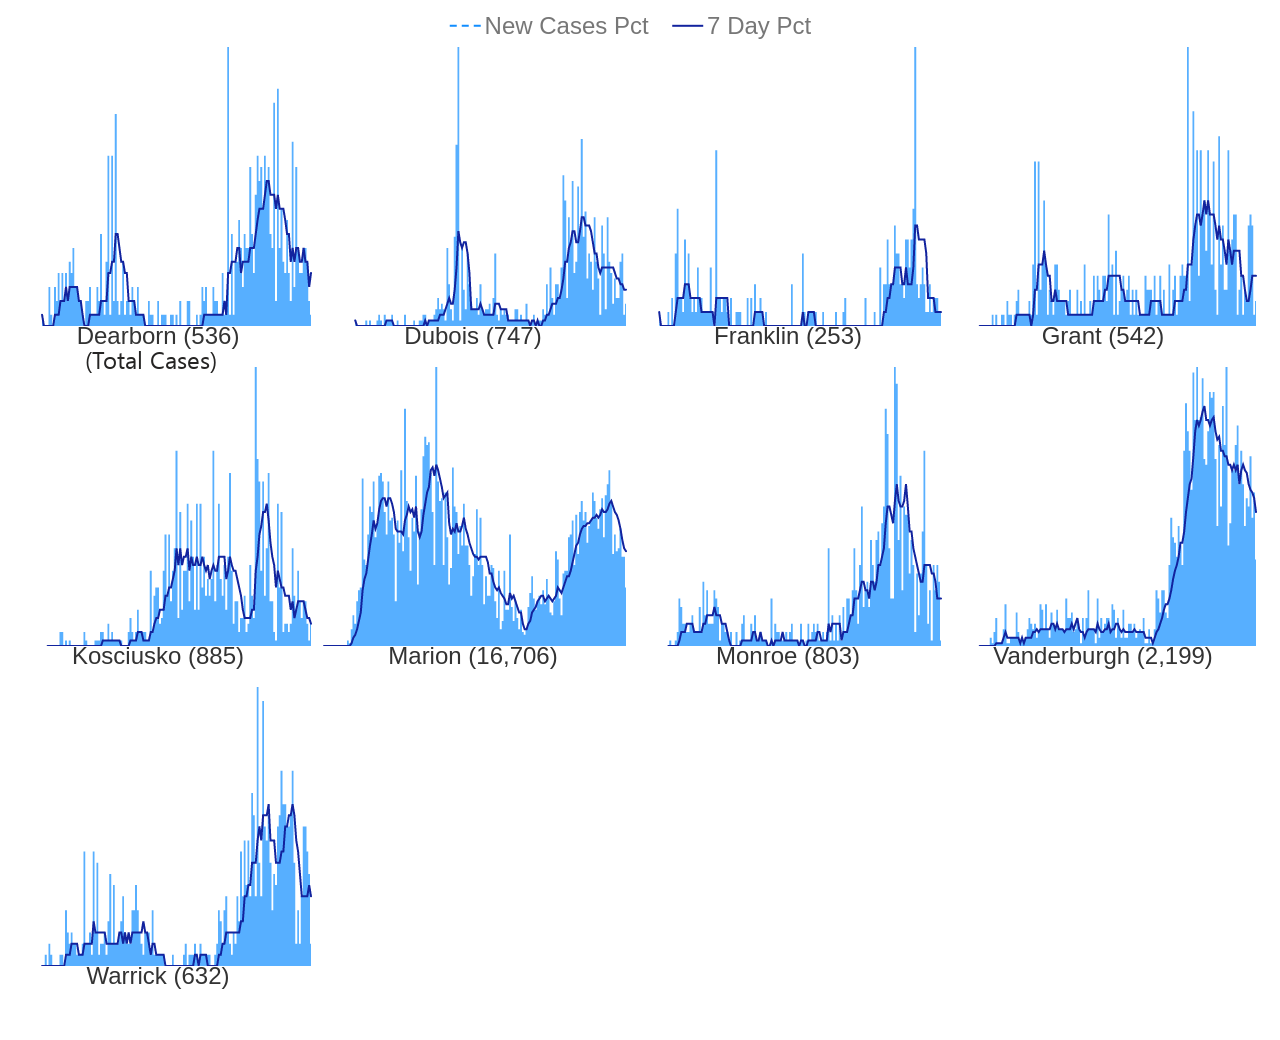 New Cases Pct 7 Day Pct
Dearborn (536) Dubois (747) Franklin (253) Grant (542)
(Total Cases)
Kosciusko (885) Marion (16,706) Monroe (803) Vanderburgh (2,199)
Warrick (632)